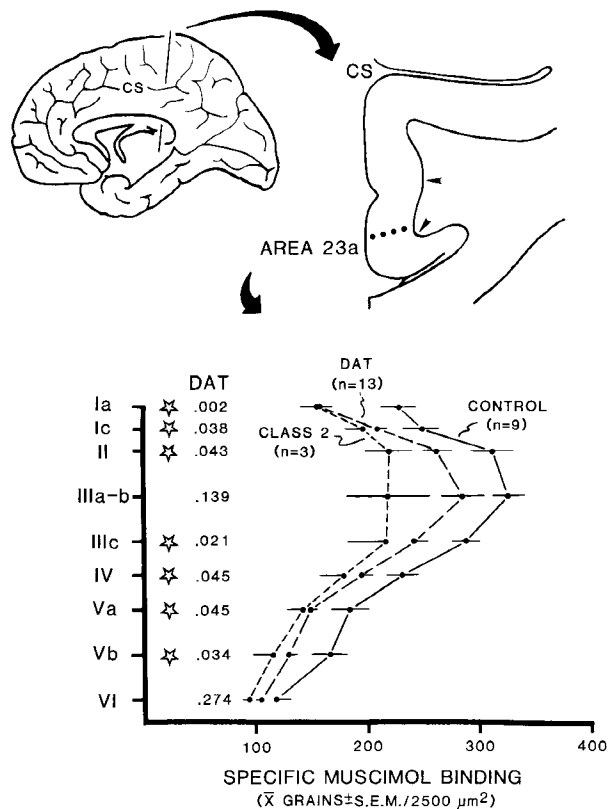 CS
CS
AREA 23a
DAT
DAT
(n=13)
CONTROL
(n=9)
CLASS 2
(n=3)
Ia ☆ .002
Ic ☆ .038
II ☆ .043
IIIa-b .139
IIIc ☆ .021
IV ☆ .045
Va ☆ .045
Vb ☆ .034
VI .274
100 200 300 400
SPECIFIC MUSCIMOL BINDING
(X̅ GRAINS±S.E.M./2500 µm²)